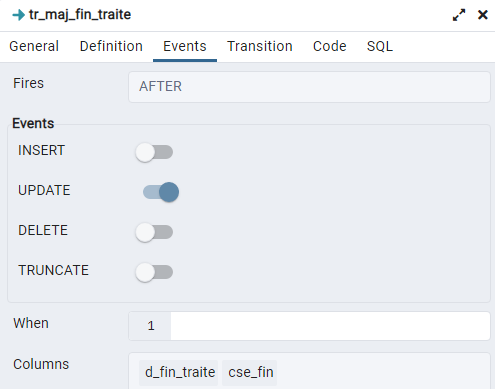 tr_maj_fin_traite
General Definition Events Transition Code SQL
Fires AFTER
Events
INSERT
UPDATE
DELETE
TRUNCATE
When 1
Columns d_fin_traite cse_fin